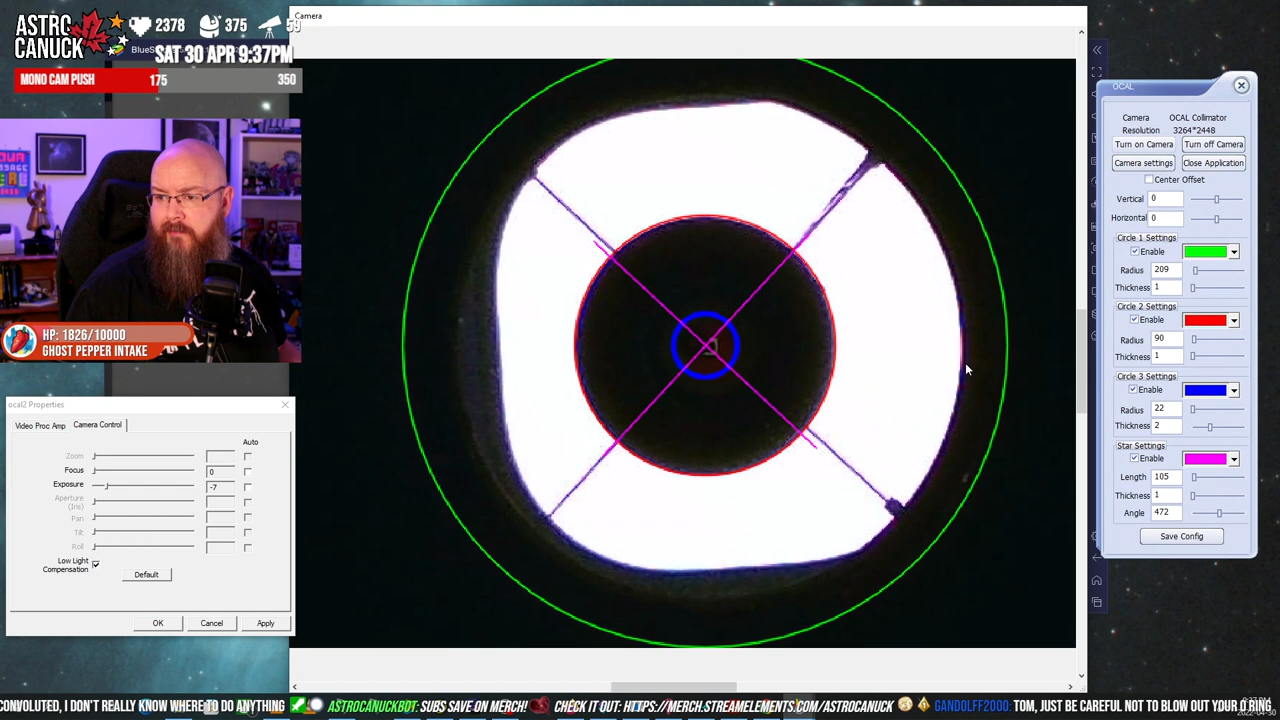 ASTRO
CANUCK
2378
375
59
BlueS
SAT 30 APR 9:37PM
MONO CAM PUSH
175
350
HP: 1826/10000
GHOST PEPPER INTAKE
ocal2 Properties
Video Proc Amp
Camera Control
Auto
Zoom
Focus
0
Exposure
-7
Aperture
(Iris)
Pan
Tilt
Roll
Low Light
Compensation
Default
OK
Cancel
Apply
Camera
OCAL
Camera
OCAL Collimator
Resolution
3264*2448
Turn on Camera
Turn off Camera
Camera settings
Close Application
Center Offset
Vertical
0
Horizontal
0
Circle 1 Settings
Enable
Radius
209
Thickness
1
Circle 2 Settings
Enable
Radius
90
Thickness
1
Circle 3 Settings
Enable
Radius
22
Thickness
2
Star Settings
Enable
Length
105
Thickness
1
Angle
472
Save Config
CONVOLUTED, I DON'T REALLY KNOW WHERE TO DO ANYTHING
ASTROCANUCKBOT: SUBS SAVE ON MERCH! CHECK IT OUT: HTTPS://MERCH.STREAMELEMENTS.COM/ASTROCANUCK
GANDOLFF2000: TOM, JUST BE CAREFUL NOT TO BLOW OUT YOUR O RING